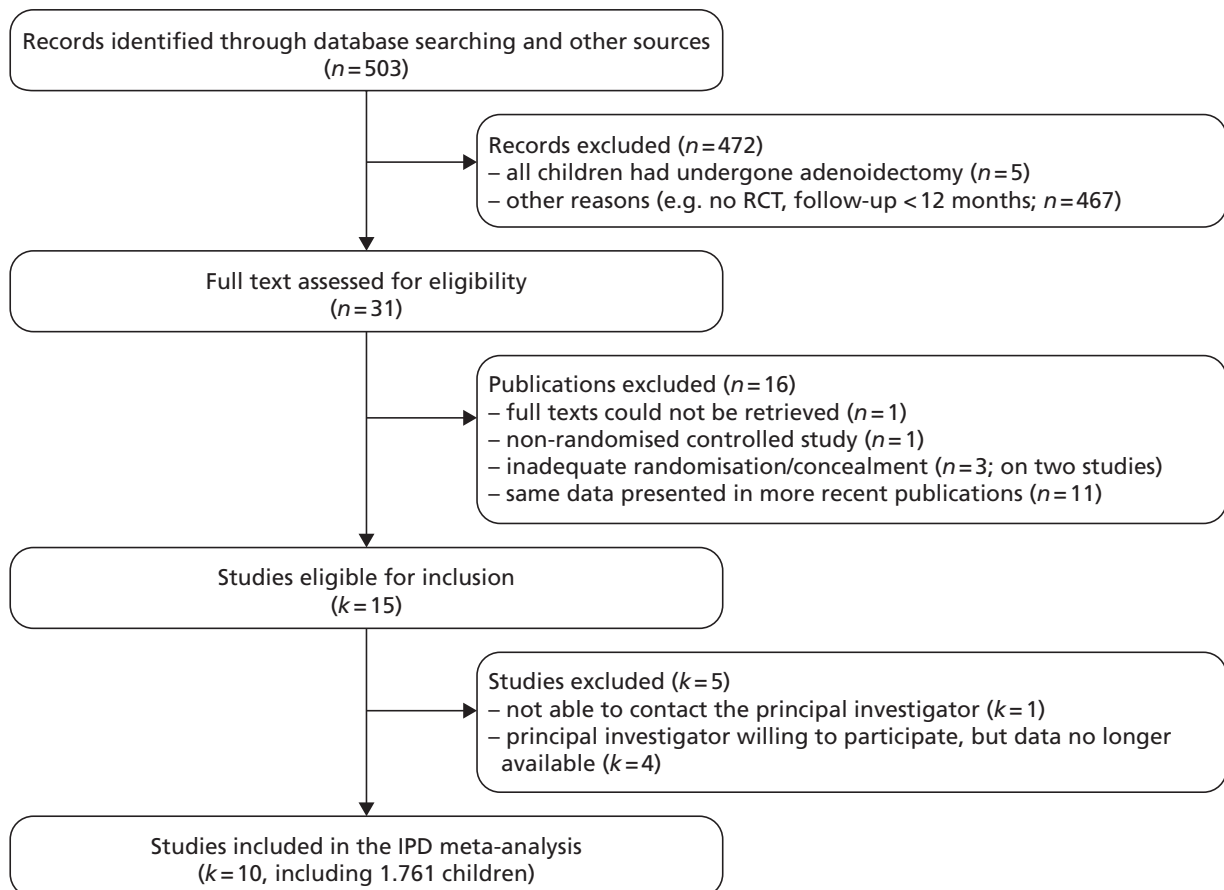 Records identified through database searching and other sources
(n=503)
Records excluded (n=472)
– all children had undergone adenoidectomy (n=5)
– other reasons (e.g. no RCT, follow-up <12 months; n=467)
Full text assessed for eligibility
(n=31)
Publications excluded (n=16)
– full texts could not be retrieved (n=1)
– non-randomised controlled study (n=1)
– inadequate randomisation/concealment (n=3; on two studies)
– same data presented in more recent publications (n=11)
Studies eligible for inclusion
(k=15)
Studies excluded (k=5)
– not able to contact the principal investigator (k=1)
– principal investigator willing to participate, but data no longer
available (k=4)
Studies included in the IPD meta-analysis
(k=10, including 1.761 children)